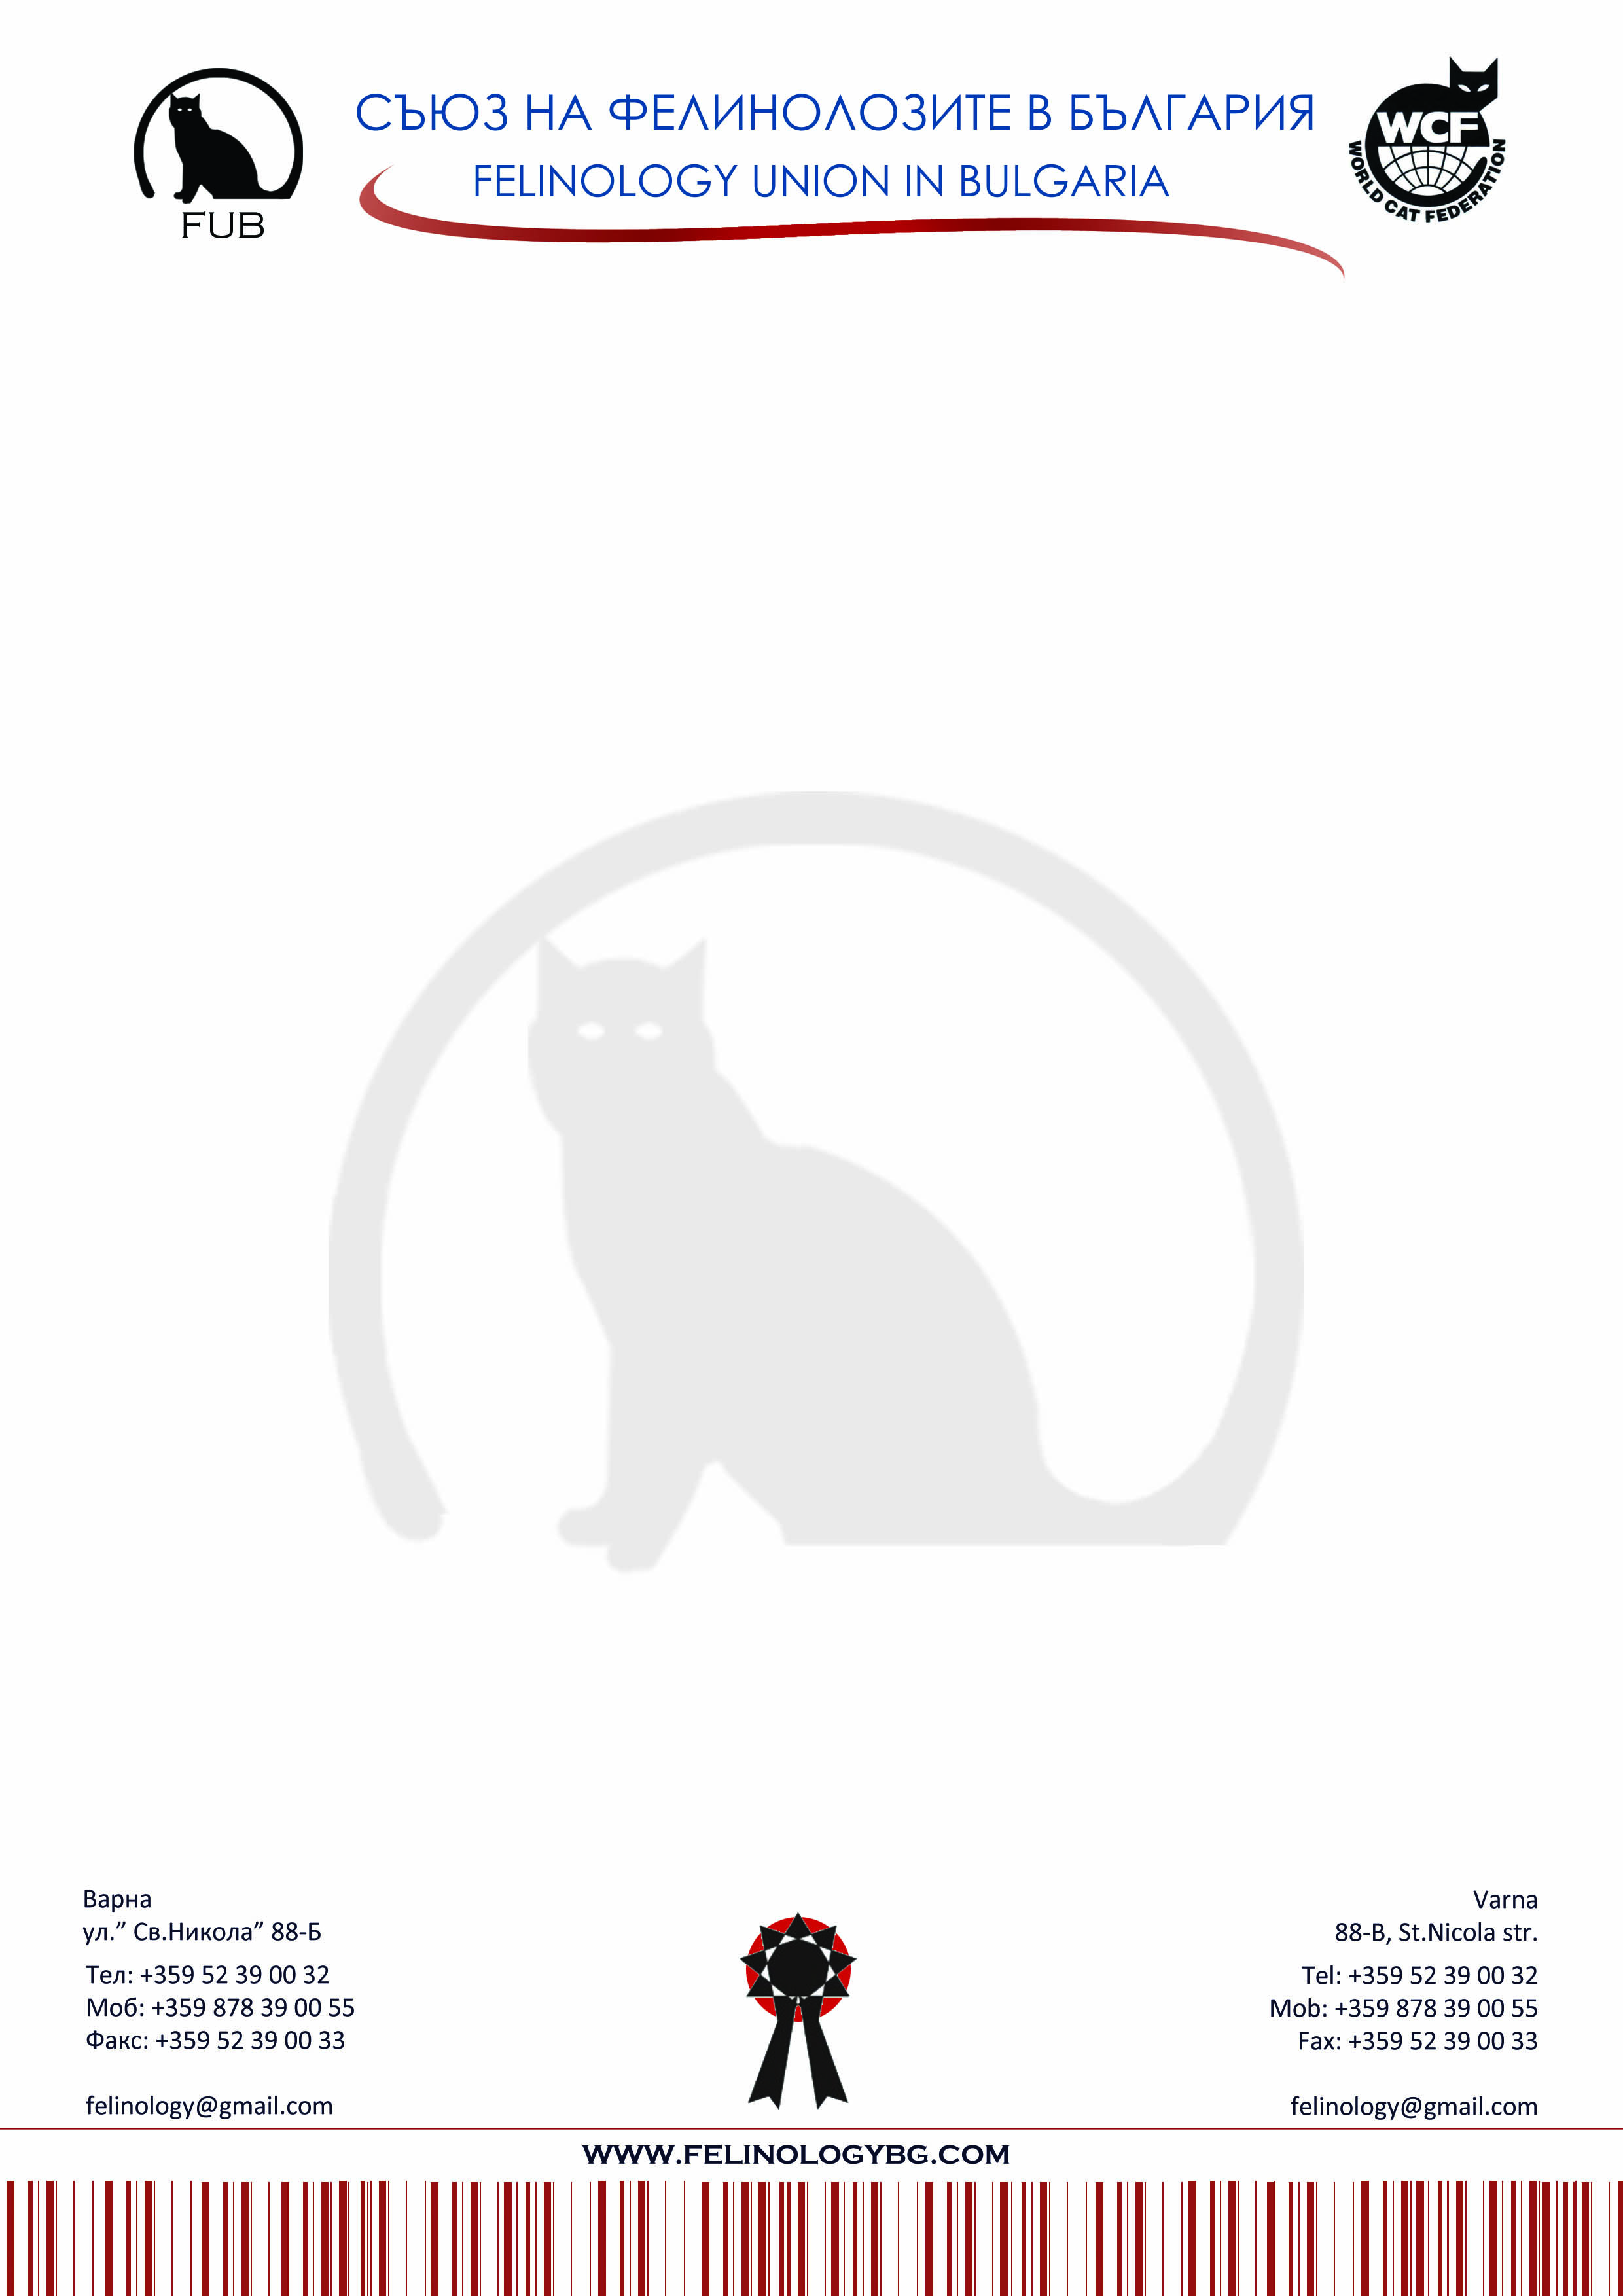 СЪЮЗ НА ФЕЛИНОЛОЗИТЕ В БЪЛГАРИЯ
FELINOLOGY UNION IN BULGARIA
FUB
WCF
WORLD CAT FEDERATION
Варна
ул.” Св.Никола” 88-Б
Тел: +359 52 39 00 32
Моб: +359 878 39 00 55
Факс: +359 52 39 00 33
felinology@gmail.com
Varna
88-B, St.Nicola str.
Tel: +359 52 39 00 32
Mob: +359 878 39 00 55
Fax: +359 52 39 00 33
felinology@gmail.com
WWW.FELINOLOGYBG.COM